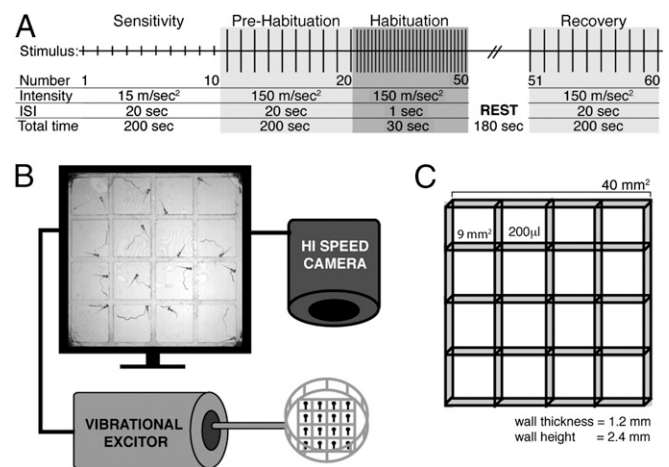 A
Sensitivity Pre-Habituation Habituation Recovery
Stimulus:
Number 1 10 20 50 51 60
Intensity 15 m/sec² 150 m/sec² 150 m/sec² 150 m/sec²
ISI 20 sec 20 sec 1 sec REST 20 sec
Total time 200 sec 200 sec 30 sec 180 sec 200 sec
B
HI SPEED
CAMERA
VIBRATIONAL
EXCITOR
C
40 mm²
9 mm² 200µl
wall thickness = 1.2 mm
wall height = 2.4 mm